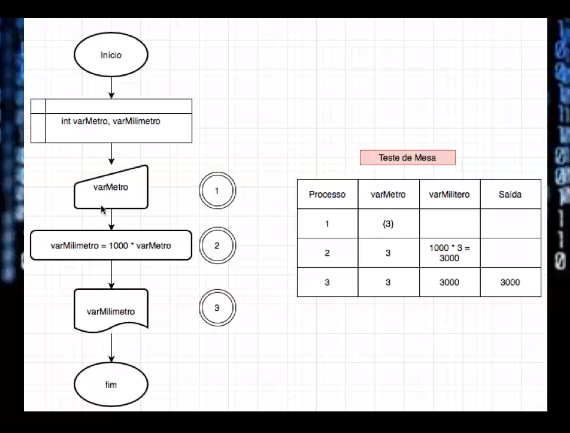 Início
int varMetro, varMilimetro
varMetro
1
varMilimetro = 1000 * varMetro
2
varMilimetro
3
fim
Teste de Mesa
Processo varMetro varMilitero Saída
1 {3}
2 3 1000 * 3 =
3000
3 3 3000 3000